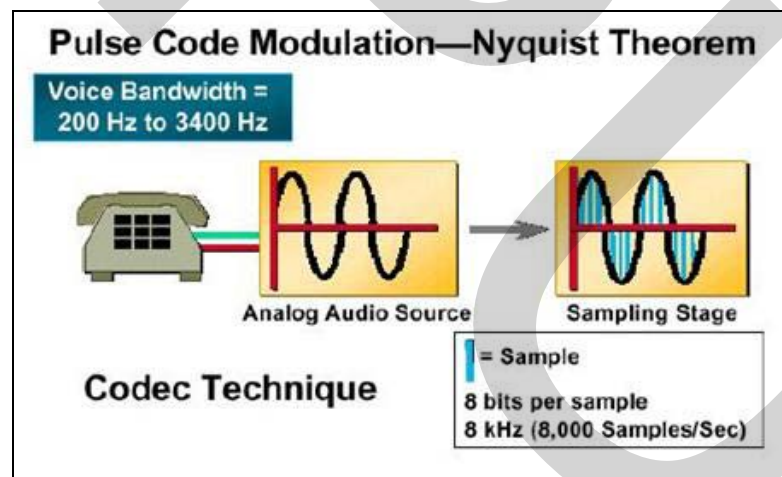 Pulse Code Modulation—Nyquist Theorem
Voice Bandwidth =
200 Hz to 3400 Hz
Analog Audio Source
Sampling Stage
Codec Technique
= Sample
8 bits per sample
8 kHz (8,000 Samples/Sec)